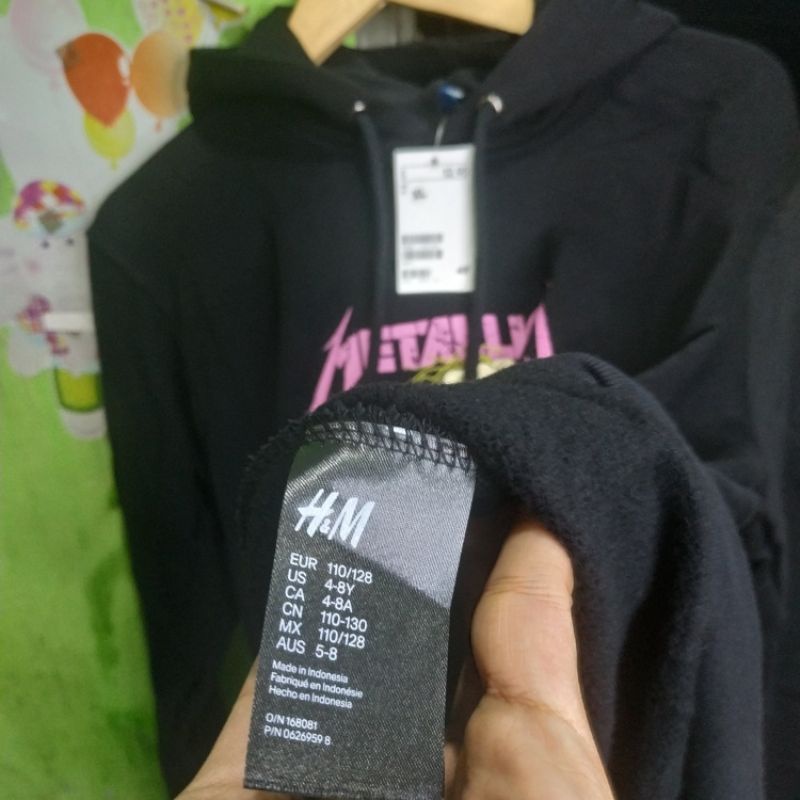 METALLI
H&M
EUR 110/128
US 4-8Y
CA 4-8A
CN 110-130
MX 110/128
AUS 5-8
Made in Indonesia
Fabriqué en Indonésie
Hecho en Indonesia
O/N 168081
P/N 0626959 8